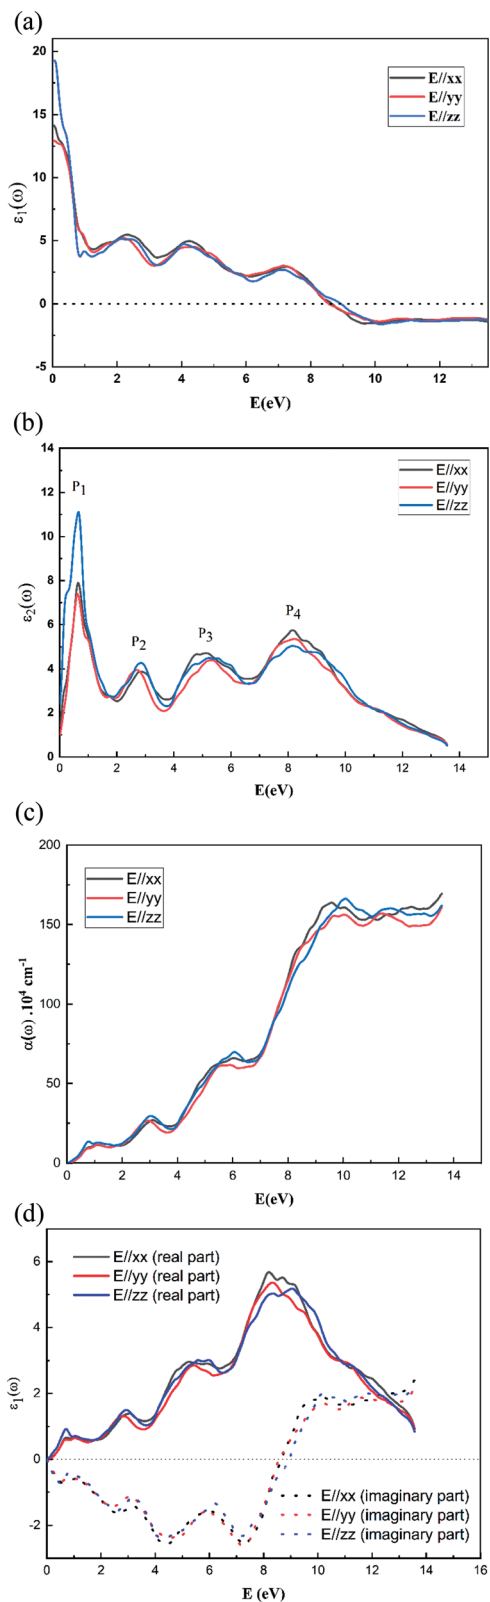 (a)
20
15
10
5
0
-5
ε₁(ω)
E//xx
E//yy
E//zz
0 2 4 6 8 10 12
E(eV)
(b)
14
12
10
8
6
4
2
0
ε₂(ω)
E//xx
E//yy
E//zz
P₁
P₂
P₃
P₄
0 2 4 6 8 10 12 14
E(eV)
(c)
200
150
100
50
0
α(ω) .10⁴ cm⁻¹
E//xx
E//yy
E//zz
0 2 4 6 8 10 12 14
E(eV)
(d)
6
4
2
0
-2
ε₁(ω)
E//xx (real part)
E//yy (real part)
E//zz (real part)
E//xx (imaginary part)
E//yy (imaginary part)
E//zz (imaginary part)
0 2 4 6 8 10 12 14 16
E (eV)